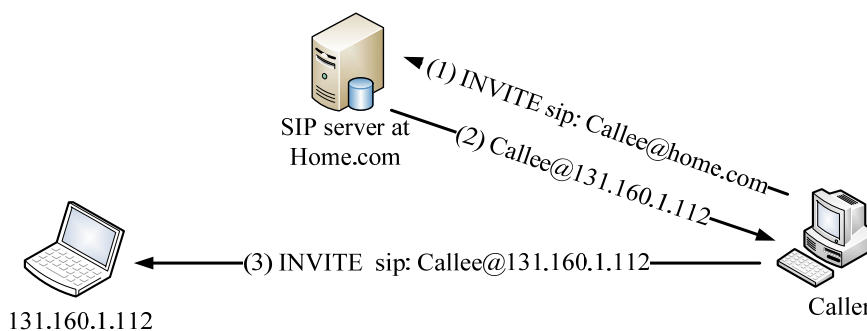 (1) INVITE sip: Callee@home.com
SIP server at
Home.com
(2) Callee@131.160.1.112
(3) INVITE sip: Callee@131.160.1.112
131.160.1.112
Caller